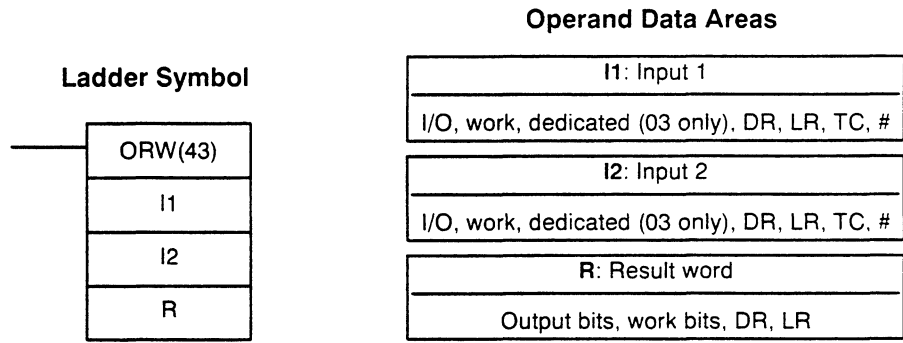 Operand Data Areas
Ladder Symbol
ORW(43)
I1
I2
R
I1: Input 1
I/O, work, dedicated (03 only), DR, LR, TC, #
I2: Input 2
I/O, work, dedicated (03 only), DR, LR, TC, #
R: Result word
Output bits, work bits, DR, LR